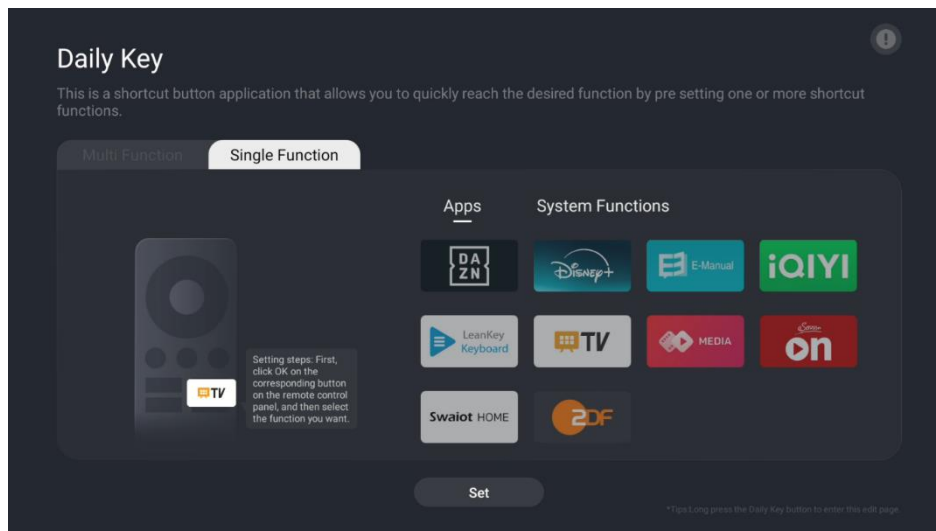 Daily Key
This is a shortcut button application that allows you to quickly reach the desired function by pre setting one or more shortcut
functions.
Multi Function
Single Function
Apps
System Functions
DA
ZN
Disney+
E-Manual
iQIYI
LeanKey
Keyboard
TV
MEDIA
on
Swaiot HOME
ZDF
TV
Setting steps: First,
click OK on the
corresponding button
on the remote control
panel, and then select
the function you want.
Set
*Tips:Long press the Daily Key button to enter this edit page.